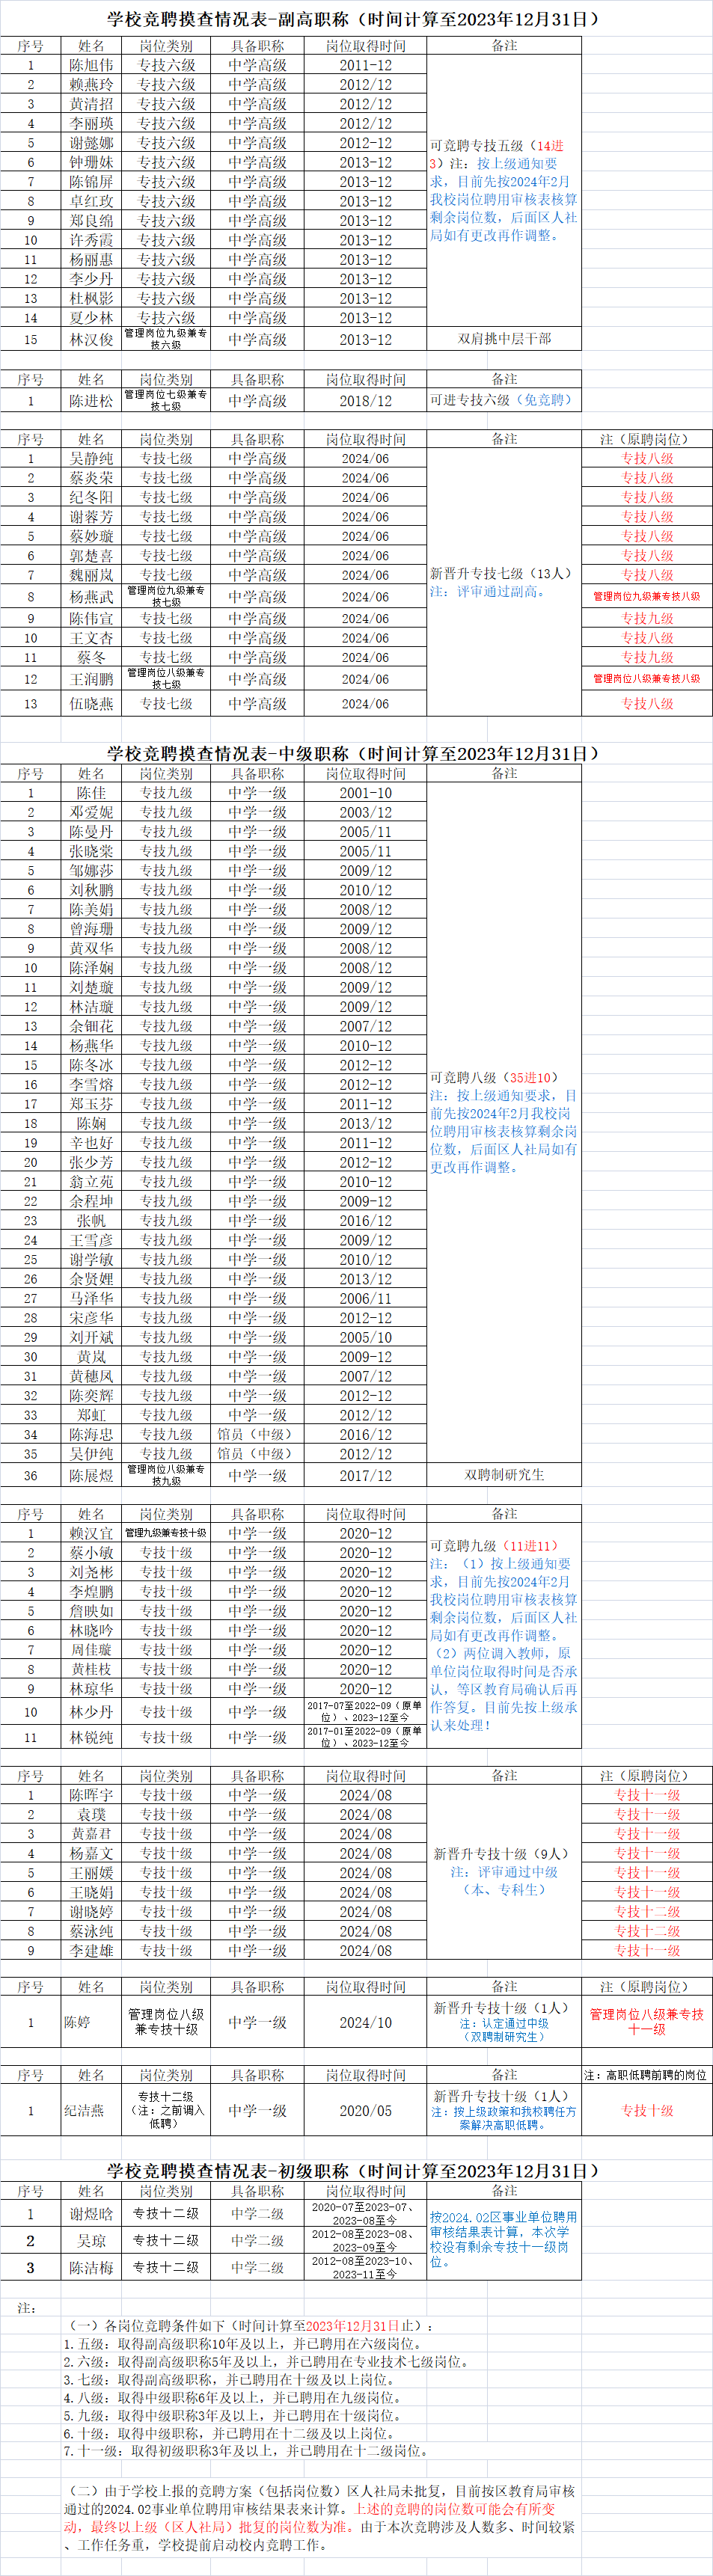 学校竞聘摸查情况表-副高职称（时间计算至2023年12月31日）
序号 姓名 岗位类别 具备职称 岗位取得时间 备注
1 陈旭伟 专技六级 中学高级 2011-12
2 赖燕玲 专技六级 中学高级 2012/12
3 黄清招 专技六级 中学高级 2012/12
4 李丽瑛 专技六级 中学高级 2012/12
5 谢懿娜 专技六级 中学高级 2012-12
6 钟珊妹 专技六级 中学高级 2013-12
7 陈锦屏 专技六级 中学高级 2013-12
8 卓红玫 专技六级 中学高级 2013-12
9 郑良绵 专技六级 中学高级 2013-12
10 许秀霞 专技六级 中学高级 2013-12
11 杨丽惠 专技六级 中学高级 2013-12
12 李少丹 专技六级 中学高级 2013-12
13 杜枫影 专技六级 中学高级 2013-12
14 夏少林 专技六级 中学高级 2013-12
可竞聘专技五级（14进
3）注：按上级通知要
求，目前先按2024年2月
我校岗位聘用审核表核算
剩余岗位数，后面区人社
局如有更改再作调整。
15 林汉俊 管理岗位九级兼专技六级 中学高级 2013-12 双肩挑中层干部
序号 姓名 岗位类别 具备职称 岗位取得时间 备注
1 陈进松 管理岗位七级兼专技七级 中学高级 2018/12 可进专技六级（免竞聘）
序号 姓名 岗位类别 具备职称 岗位取得时间 备注 注（原聘岗位）
1 吴静纯 专技七级 中学高级 2024/06 专技八级
2 蔡炎荣 专技七级 中学高级 2024/06 专技八级
3 纪冬阳 专技七级 中学高级 2024/06 专技八级
4 谢蓉芳 专技七级 中学高级 2024/06 专技八级
5 蔡妙璇 专技七级 中学高级 2024/06 专技八级
6 郭楚喜 专技七级 中学高级 2024/06 专技八级
7 魏丽岚 专技七级 中学高级 2024/06 专技八级
8 杨燕武 管理岗位九级兼专技七级 中学高级 2024/06 管理岗位九级兼专技八级
9 陈伟宣 专技七级 中学高级 2024/06 专技九级
10 王文杏 专技七级 中学高级 2024/06 专技八级
11 蔡冬 专技七级 中学高级 2024/06 专技九级
12 王润鹏 管理岗位八级兼专技七级 中学高级 2024/06 管理岗位八级兼专技八级
13 伍晓燕 专技七级 中学高级 2024/06 专技八级
新晋升专技七级（13人）
注：评审通过副高。
学校竞聘摸查情况表-中级职称（时间计算至2023年12月31日）
序号 姓名 岗位类别 具备职称 岗位取得时间 备注
1 陈佳 专技九级 中学一级 2001-10
2 邓爱妮 专技九级 中学一级 2003/12
3 陈曼丹 专技九级 中学一级 2005/11
4 张晓棠 专技九级 中学一级 2005/11
5 邹娜莎 专技九级 中学一级 2009/12
6 刘秋鹏 专技九级 中学一级 2010/12
7 陈美娟 专技九级 中学一级 2008/12
8 曾海珊 专技九级 中学一级 2009/12
9 黄双华 专技九级 中学一级 2008/12
10 陈泽娴 专技九级 中学一级 2008/12
11 刘楚璇 专技九级 中学一级 2009/12
12 林洁璇 专技九级 中学一级 2009/12
13 余钿花 专技九级 中学一级 2007/12
14 杨燕华 专技九级 中学一级 2010-12
15 陈冬冰 专技九级 中学一级 2012-12
16 李雪熔 专技九级 中学一级 2012-12
17 郑玉芬 专技九级 中学一级 2011-12
18 陈娴 专技九级 中学一级 2013/12
19 辛也好 专技九级 中学一级 2011-12
20 张少芳 专技九级 中学一级 2012-12
21 翁立苑 专技九级 中学一级 2010-12
22 余程坤 专技九级 中学一级 2009-12
23 张帆 专技九级 中学一级 2016/12
24 王雪彦 专技九级 中学一级 2009/12
25 谢学敏 专技九级 中学一级 2010/12
26 余贤娌 专技九级 中学一级 2013/12
27 马泽华 专技九级 中学一级 2006/11
28 宋彦华 专技九级 中学一级 2012-12
29 刘开斌 专技九级 中学一级 2005/10
30 黄岚 专技九级 中学一级 2009-12
31 黄穗凤 专技九级 中学一级 2007/12
32 陈奕辉 专技九级 中学一级 2012-12
33 郑虹 专技九级 中学一级 2012/12
34 陈海忠 专技九级 馆员（中级） 2016/12
35 吴伊纯 专技九级 馆员（中级） 2012/12
可竞聘八级（35进10）
注：按上级通知要求，目
前先按2024年2月我校岗
位聘用审核表核算剩余岗
位数，后面区人社局如有
更改再作调整。
36 陈展煜 管理岗位八级兼专技九级 中学一级 2017/12 双聘制研究生
序号 姓名 岗位类别 具备职称 岗位取得时间 备注
1 赖汉宜 管理九级兼专技十级 中学一级 2020-12
2 蔡小敏 专技十级 中学一级 2020-12
3 刘尧彬 专技十级 中学一级 2020-12
4 李煌鹏 专技十级 中学一级 2020-12
5 詹映如 专技十级 中学一级 2020-12
6 林晓吟 专技十级 中学一级 2020-12
7 周佳璇 专技十级 中学一级 2020-12
8 黄桂枝 专技十级 中学一级 2020-12
9 林琼华 专技十级 中学一级 2020-12
10 林少丹 专技十级 中学一级 2017-07至2022-09（原单位）、2023-12至今
11 林锐纯 专技十级 中学一级 2017-01至2022-09（原单位）、2023-12至今
可竞聘九级（11进11）
注：（1）按上级通知要
求，目前先按2024年2月
我校岗位聘用审核表核算
剩余岗位数，后面区人社
局如有更改再作调整。
（2）两位调入教师，原
单位岗位取得时间是否承
认，等区教育局确认后再
作答复。目前先按上级承
认来处理！
序号 姓名 岗位类别 具备职称 岗位取得时间 备注 注（原聘岗位）
1 陈晖宇 专技十级 中学一级 2024/08 专技十一级
2 袁璞 专技十级 中学一级 2024/08 专技十一级
3 黄嘉君 专技十级 中学一级 2024/08 专技十一级
4 杨嘉文 专技十级 中学一级 2024/08 专技十一级
5 王丽媛 专技十级 中学一级 2024/08 专技十一级
6 王晓娟 专技十级 中学一级 2024/08 专技十一级
7 谢晓婷 专技十级 中学一级 2024/08 专技十二级
8 蔡泳纯 专技十级 中学一级 2024/08 专技十二级
9 李建雄 专技十级 中学一级 2024/08 专技十一级
新晋升专技十级（9人）
注：评审通过中级
（本、专科生）
序号 姓名 岗位类别 具备职称 岗位取得时间 备注 注（原聘岗位）
1 陈婷 管理岗位八级兼专技十级 中学一级 2024/10 新晋升专技十级（1人） 注：认定通过中级 （双聘制研究生） 管理岗位八级兼专技十一级
序号 姓名 岗位类别 具备职称 岗位取得时间 备注 注：高职低聘前聘的岗位
1 纪洁燕 专技十二级（注：之前调入低聘） 中学一级 2020/05 新晋升专技十级（1人） 注：按上级政策和我校聘任方案解决高职低聘。 专技十级
学校竞聘摸查情况表-初级职称（时间计算至2023年12月31日）
序号 姓名 岗位类别 具备职称 岗位取得时间 备注
1 谢煜晗 专技十二级 中学二级 2020-07至2023-07、2023-08至今
2 吴琼 专技十二级 中学二级 2012-08至2023-08、2023-09至今
3 陈洁梅 专技十二级 中学二级 2012-08至2023-10、2023-11至今
按2024.02区事业单位聘用
审核结果表计算，本次学
校没有剩余专技十一级岗
位。
注：
（一）各岗位竞聘条件如下（时间计算至2023年12月31日止）：
1.五级：取得副高级职称10年及以上，并已聘用在六级岗位。
2.六级：取得副高级职称5年及以上，并已聘用在专业技术七级岗位。
3.七级：取得副高级职称，并已聘用在十级及以上岗位。
4.八级：取得中级职称6年及以上，并已聘用在九级岗位。
5.九级：取得中级职称3年及以上，并已聘用在十级岗位。
6.十级：取得中级职称，并已聘用在十二级及以上岗位。
7.十一级：取得初级职称3年及以上，并已聘用在十二级岗位。
（二）由于学校上报的竞聘方案（包括岗位数）区人社局未批复，目前按区教育局审核
通过的2024.02事业单位聘用审核结果表来计算。上述的竞聘的岗位数可能会有所变
动，最终以上级（区人社局）批复的岗位数为准。由于本次竞聘涉及人数多、时间较紧
、工作任务重，学校提前启动校内竞聘工作。